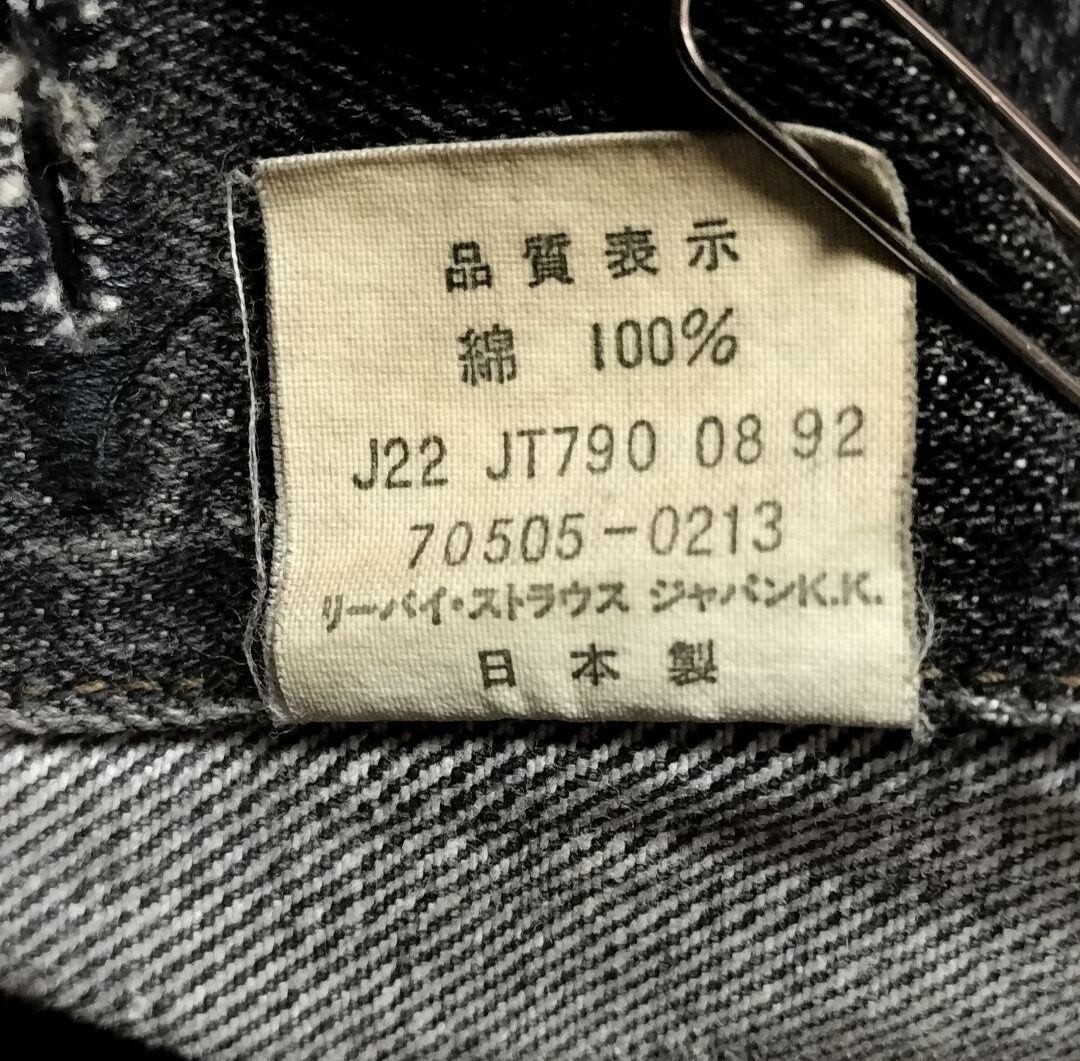 品質表示
綿 100%
J22 JT790 08 92
70505-0213
リーバイ・ストラウス ジャパンK.K.
日本製